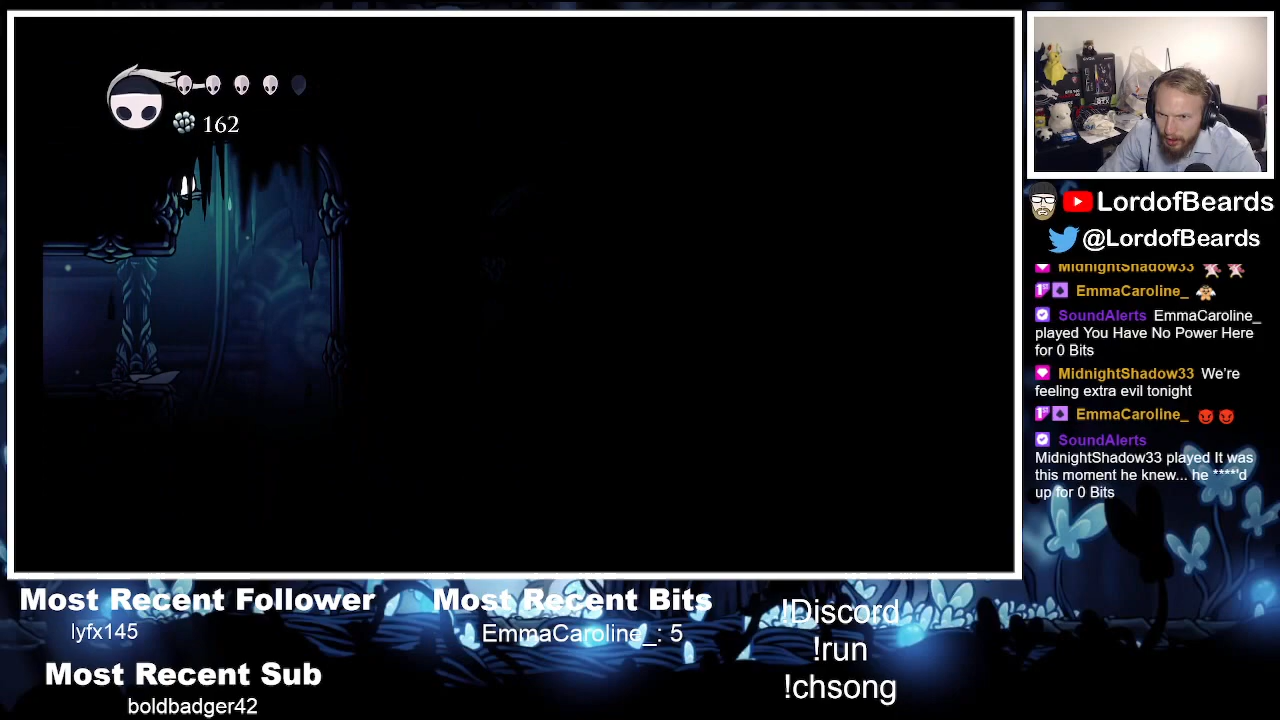 162
LordofBeards
@LordofBeards
MidnightShadow33
EmmaCaroline_
SoundAlerts EmmaCaroline_
played You Have No Power Here
for 0 Bits
MidnightShadow33 We're
feeling extra evil tonight
EmmaCaroline_
SoundAlerts
MidnightShadow33 played It was
this moment he knew... he ****'d
up for 0 Bits
Most Recent Follower
lyfx145
Most Recent Bits
EmmaCaroline_: 5
Most Recent Sub
boldbadger42
!Discord
!run
!chsong